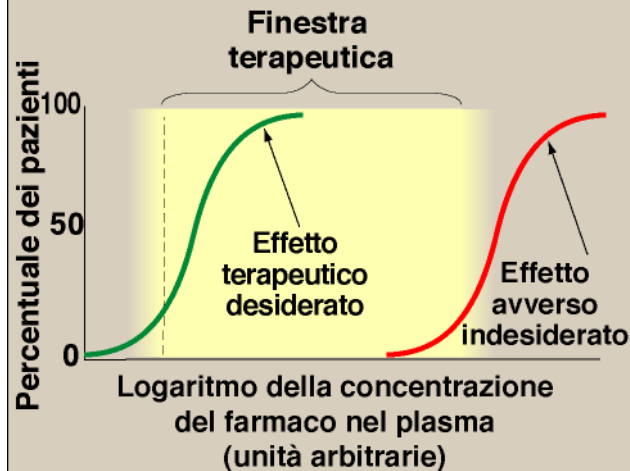 Finestra
terapeutica
Percentuale dei pazienti
100
50
0
Effetto
terapeutico
desiderato
Effetto
avverso
indesiderato
Logaritmo della concentrazione
del farmaco nel plasma
(unità arbitrarie)